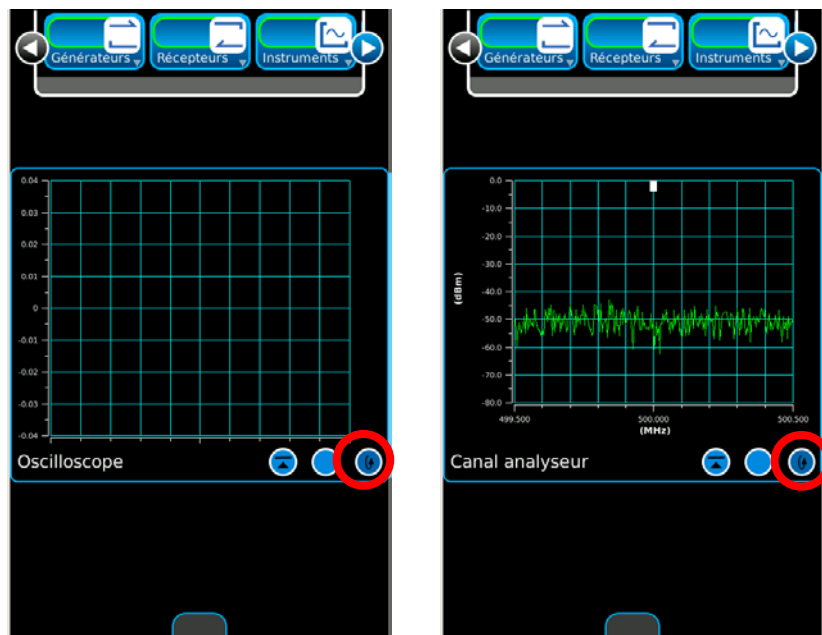 Générateurs Récepteurs Instruments
0.04
0.03
0.02
0.01
0
-0.01
-0.02
-0.03
-0.04
Oscilloscope
Générateurs Récepteurs Instruments
0.0
-10.0
-20.0
-30.0
(dBm)
-40.0
-50.0
-60.0
-70.0
-80.0
499.500 500.000 500.500
(MHz)
Canal analyseur